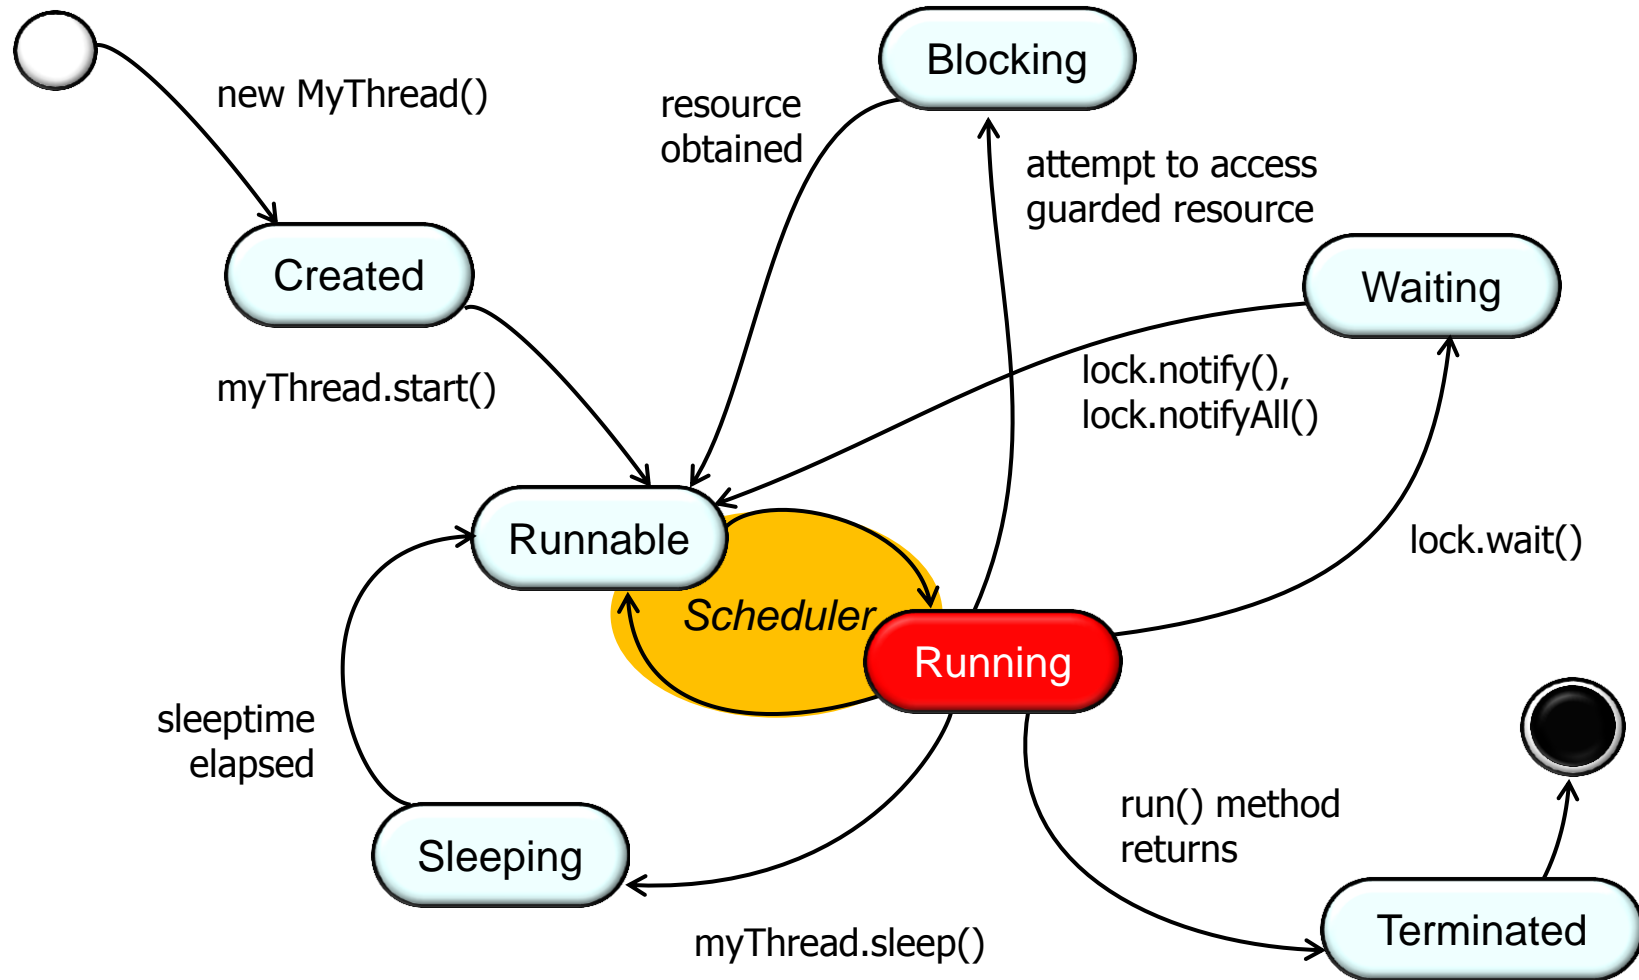 Blocking
new MyThread()
resource
obtained
attempt to access
guarded resource
Created
Waiting
myThread.start()
lock.notify(),
lock.notifyAll()
Runnable
lock.wait()
Scheduler
Running
sleeptime
elapsed
run() method
returns
Sleeping
Terminated
myThread.sleep()